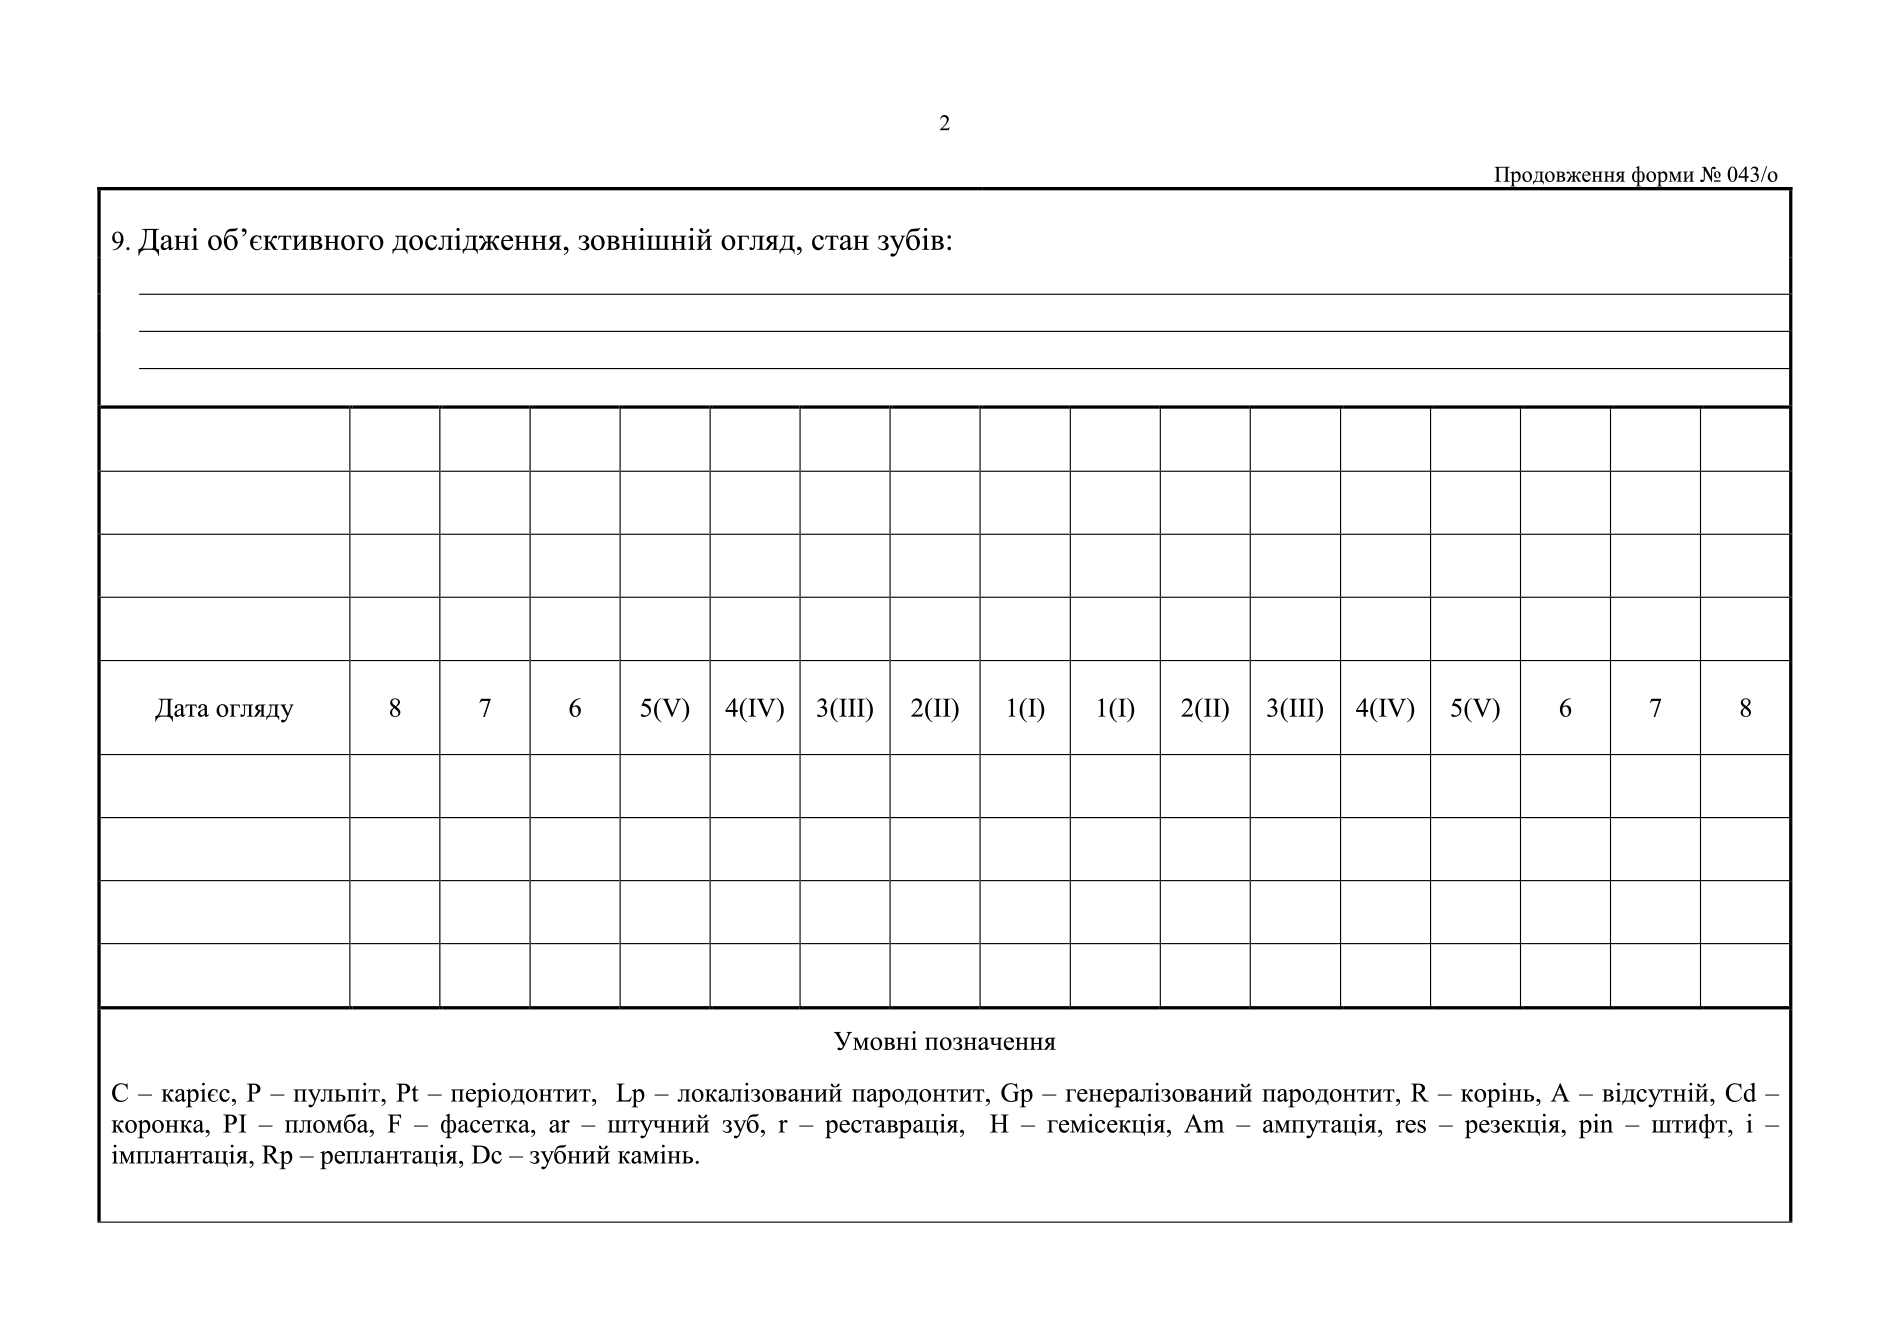 2
Продовження форми № 043/о
9. Дані об’єктивного дослідження, зовнішній огляд, стан зубів:
Дата огляду 8 7 6 5(V) 4(IV) 3(III) 2(II) 1(I) 1(I) 2(II) 3(III) 4(IV) 5(V) 6 7 8
Умовні позначення
С – карієс, Р – пульпіт, Pt – періодонтит, Lp – локалізований пародонтит, Gp – генералізований пародонтит, R – корінь, А – відсутній, Cd –
коронка, PI – пломба, F – фасетка, ar – штучний зуб, r – реставрація, H – гемісекція, Am – ампутація, res – резекція, pin – штифт, і –
імплантація, Rp – реплантація, Dc – зубний камінь.